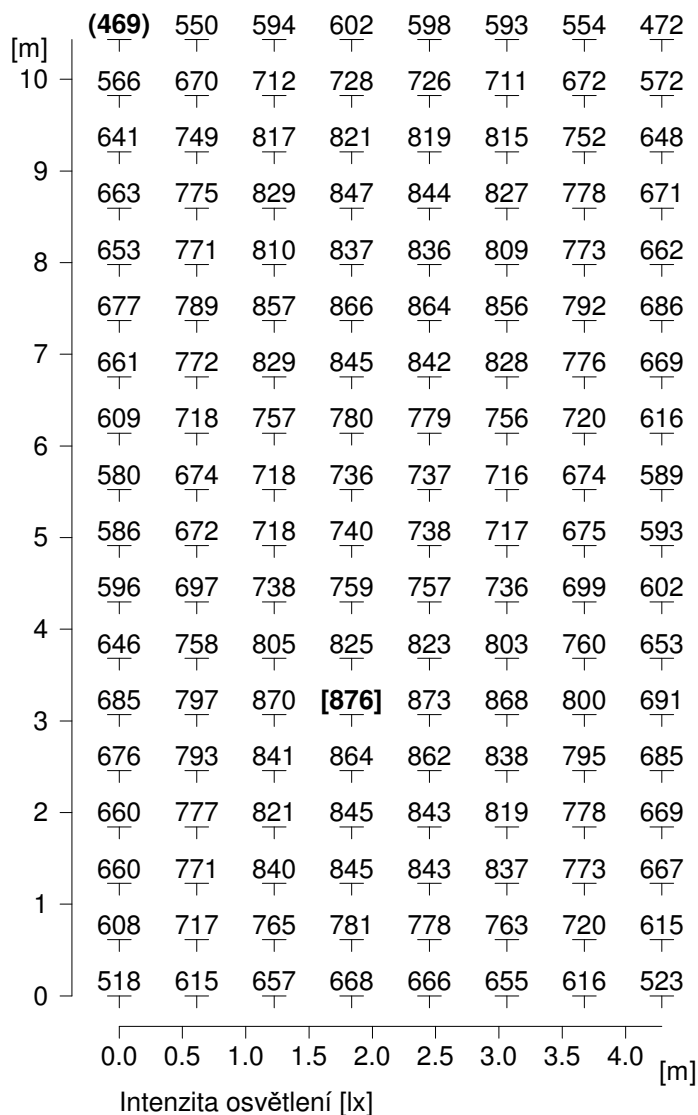 (469) 550 594 602 598 593 554 472
[m]
10 566 670 712 728 726 711 672 572
641 749 817 821 819 815 752 648
9
663 775 829 847 844 827 778 671
8 653 771 810 837 836 809 773 662
677 789 857 866 864 856 792 686
7 661 772 829 845 842 828 776 669
609 718 757 780 779 756 720 616
6
580 674 718 736 737 716 674 589
5 586 672 718 740 738 717 675 593
596 697 738 759 757 736 699 602
4 646 758 805 825 823 803 760 653
685 797 870 [876] 873 868 800 691
3
676 793 841 864 862 838 795 685
2 660 777 821 845 843 819 778 669
660 771 840 845 843 837 773 667
1
608 717 765 781 778 763 720 615
0 518 615 657 668 666 655 616 523
0.0 0.5 1.0 1.5 2.0 2.5 3.0 3.5 4.0 [m]
Intenzita osvětlení [lx]